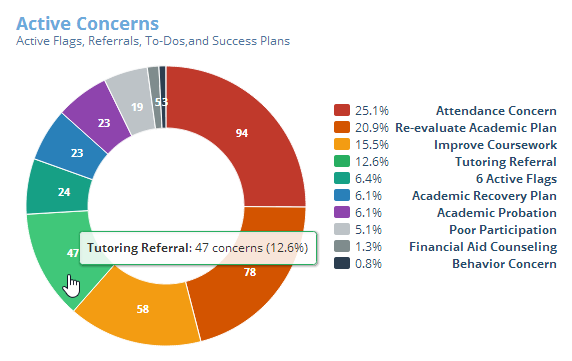 Active Concerns
Active Flags, Referrals, To-Dos,and Success Plans
94
78
58
47
24
23
23
19
5
3
Tutoring Referral: 47 concerns (12.6%)
25.1% Attendance Concern
20.9% Re-evaluate Academic Plan
15.5% Improve Coursework
12.6% Tutoring Referral
6.4% 6 Active Flags
6.1% Academic Recovery Plan
6.1% Academic Probation
5.1% Poor Participation
1.3% Financial Aid Counseling
0.8% Behavior Concern